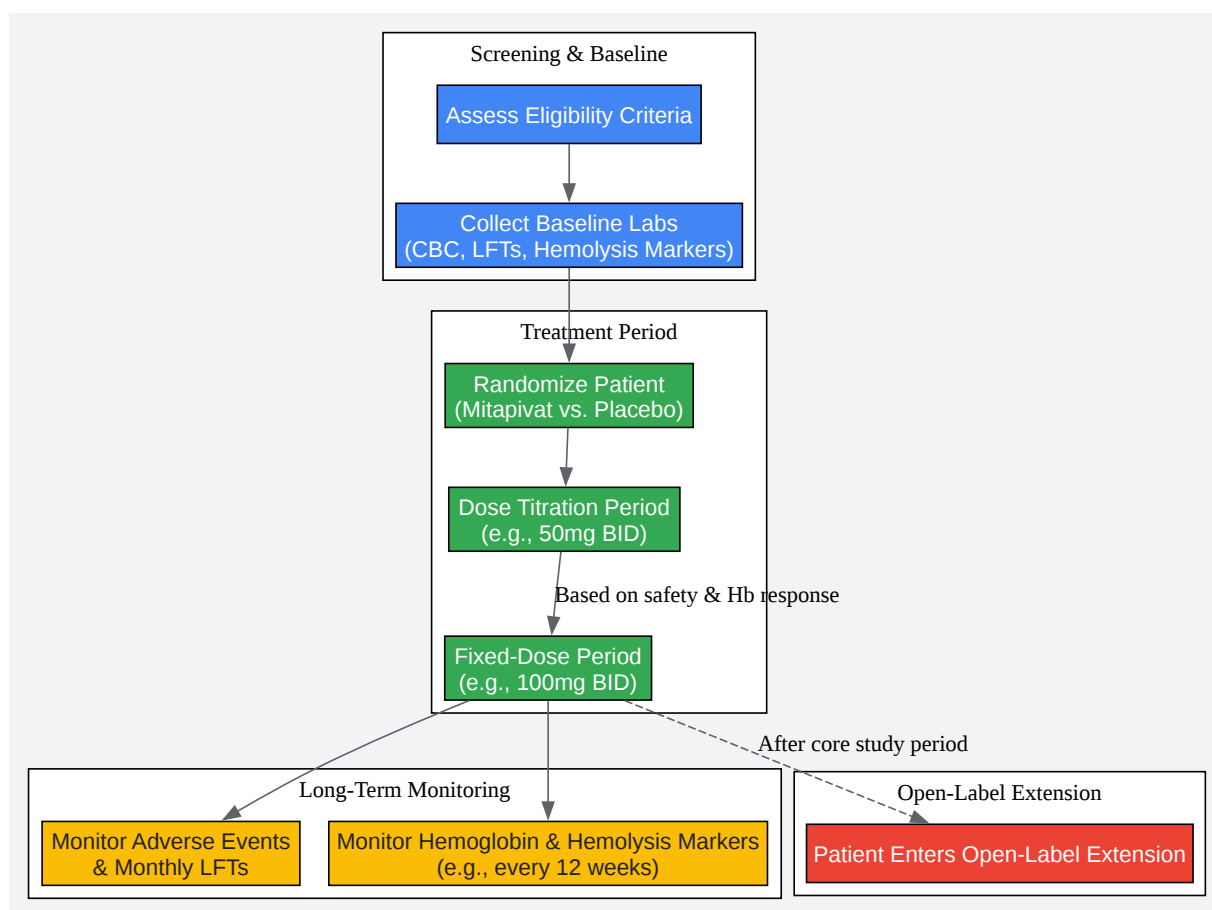 Screening & Baseline
Assess Eligibility Criteria
Collect Baseline Labs
(CBC, LFTs, Hemolysis Markers)
Treatment Period
Randomize Patient
(Mitapivat vs. Placebo)
Dose Titration Period
(e.g., 50mg BID)
Based on safety & Hb response
Fixed-Dose Period
(e.g., 100mg BID)
After core study period
Long-Term Monitoring
Monitor Adverse Events
& Monthly LFTs
Monitor Hemoglobin & Hemolysis Markers
(e.g., every 12 weeks)
Open-Label Extension
Patient Enters Open-Label Extension